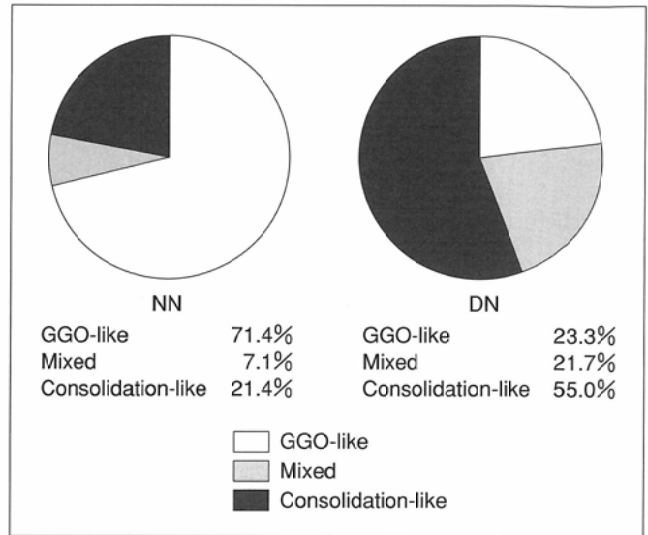 NN
GGO-like 71.4%
Mixed 7.1%
Consolidation-like 21.4%
DN
GGO-like 23.3%
Mixed 21.7%
Consolidation-like 55.0%
GGO-like
Mixed
Consolidation-like